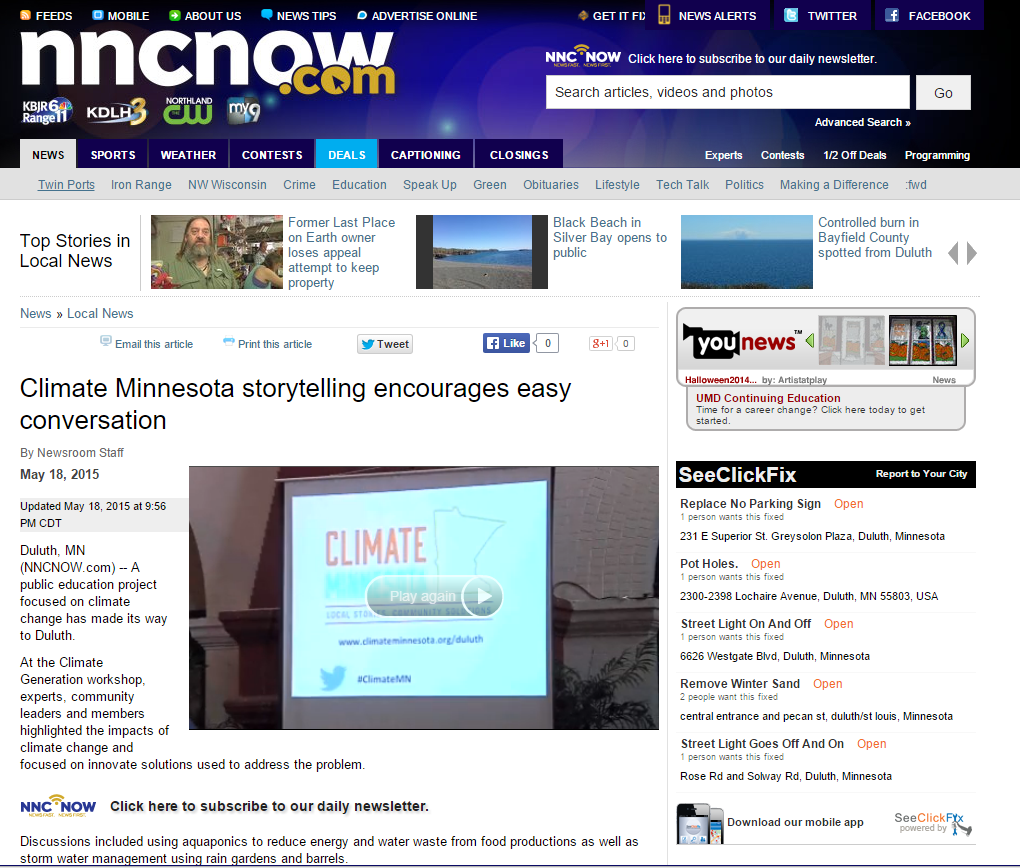 FEEDS MOBILE ABOUT US NEWS TIPS ADVERTISE ONLINE GET IT FIX NEWS ALERTS TWITTER FACEBOOK
nncnow.com
KBJR 6 Range 11 KDLH 3 NORTHLAND CW my9
NNC NOW Click here to subscribe to our daily newsletter.
Search articles, videos and photos Go
Advanced Search »
NEWS SPORTS WEATHER CONTESTS DEALS CAPTIONING CLOSINGS Experts Contests 1/2 Off Deals Programming
Twin Ports Iron Range NW Wisconsin Crime Education Speak Up Green Obituaries Lifestyle Tech Talk Politics Making a Difference :fwd
Top Stories in
Local News
Former Last Place
on Earth owner
loses appeal
attempt to keep
property
Black Beach in
Silver Bay opens to
public
Controlled burn in
Bayfield County
spotted from Duluth
News » Local News
Email this article Print this article Tweet Like 0 g+1 0
Climate Minnesota storytelling encourages easy
conversation
By Newsroom Staff
May 18, 2015
Updated May 18, 2015 at 9:56
PM CDT
Duluth, MN
(NNCNOW.com) -- A
public education project
focused on climate
change has made its way
to Duluth.
At the Climate
Generation workshop,
experts, community
leaders and members
highlighted the impacts of
climate change and
focused on innovate solutions used to address the problem.
CLIMATE
MINNESOTA
Play again
LOCAL STORIES, COMMUNITY SOLUTIONS
www.climateminnesota.org/duluth
#ClimateMN
NNC NOW Click here to subscribe to our daily newsletter.
Discussions included using aquaponics to reduce energy and water waste from food productions as well as
storm water management using rain gardens and barrels.
younews™
Halloween2014... by: Artistatplay News
UMD Continuing Education
Time for a career change? Click here today to get
started.
SeeClickFix Report to Your City
Replace No Parking Sign Open
1 person wants this fixed
231 E Superior St. Greysolon Plaza, Duluth, Minnesota
Pot Holes. Open
1 person wants this fixed
2300-2398 Lochaire Avenue, Duluth, MN 55803, USA
Street Light On And Off Open
1 person wants this fixed
6626 Westgate Blvd, Duluth, Minnesota
Remove Winter Sand Open
2 people want this fixed
central entrance and pecan st, duluth/st louis, Minnesota
Street Light Goes Off And On Open
1 person wants this fixed
Rose Rd and Solway Rd, Duluth, Minnesota
Download our mobile app
SeeClickFix
powered by